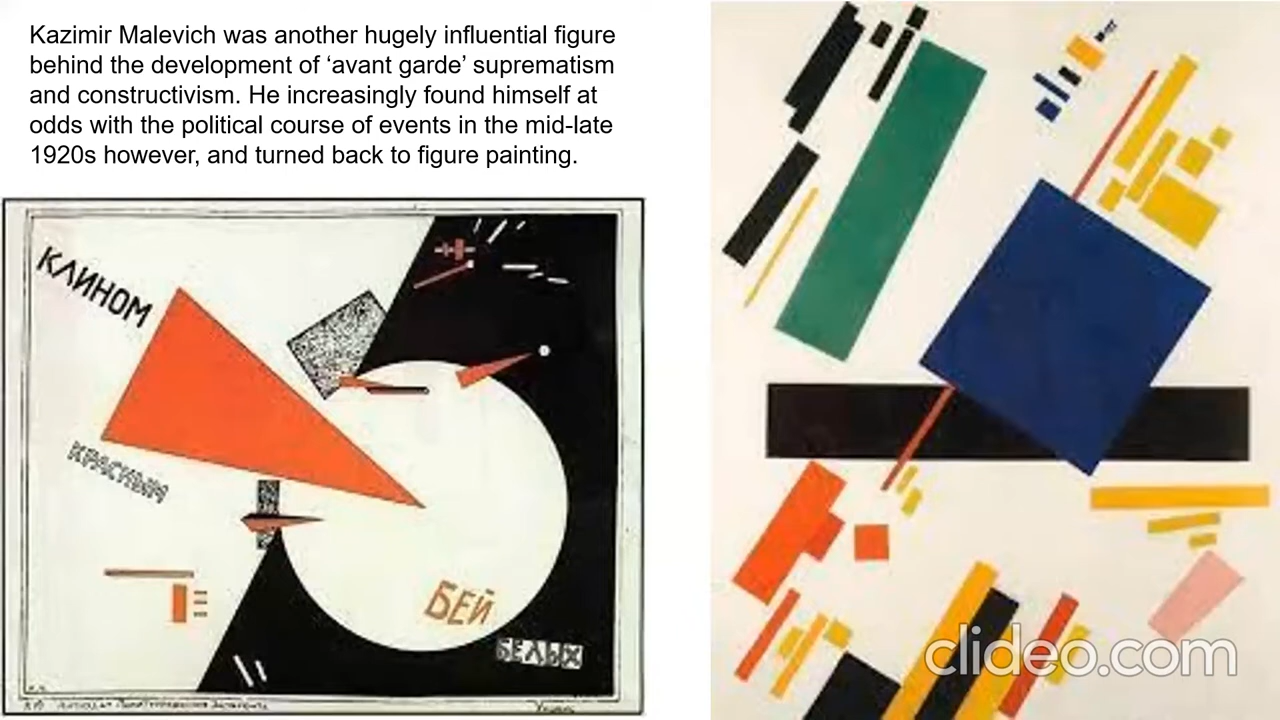 Kazimir Malevich was another hugely influential figure
behind the development of ‘avant garde’ suprematism
and constructivism. He increasingly found himself at
odds with the political course of events in the mid-late
1920s however, and turned back to figure painting.
КЛИНОМ
КРАСНЫМ
БЕЙ
БЕЛЫХ
clideo.com